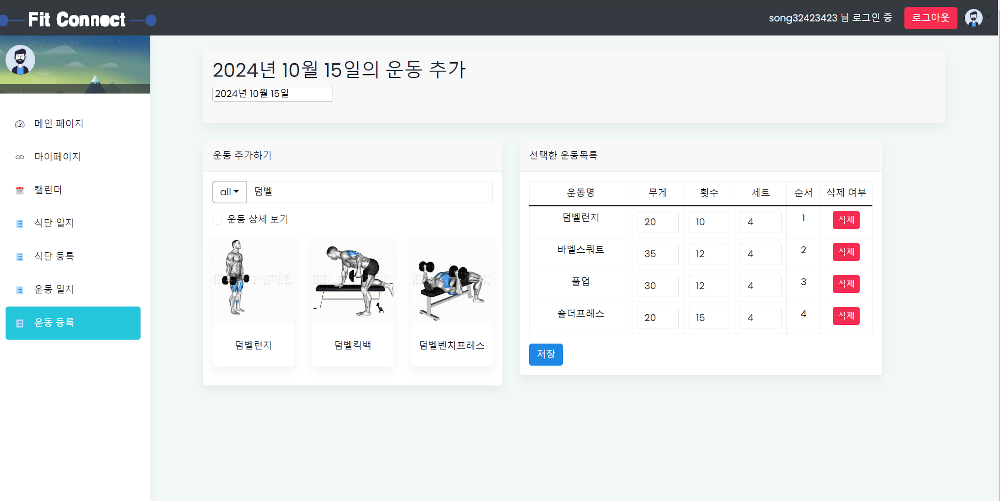 Fit Connect
song32423423 님 로그인 중
로그아웃
메인 페이지
마이페이지
캘린더
식단 일지
식단 등록
운동 일지
운동 등록
2024년 10월 15일의 운동 추가
2024년 10월 15일
운동 추가하기
all
덤벨
운동 상세 보기
덤벨런지
덤벨킥백
덤벨벤치프레스
선택한 운동목록
운동명 무게 횟수 세트 순서 삭제 여부
덤벨런지 20 10 4 1 삭제
바벨스쿼트 35 12 4 2 삭제
풀업 30 12 4 3 삭제
숄더프레스 20 15 4 4 삭제
저장